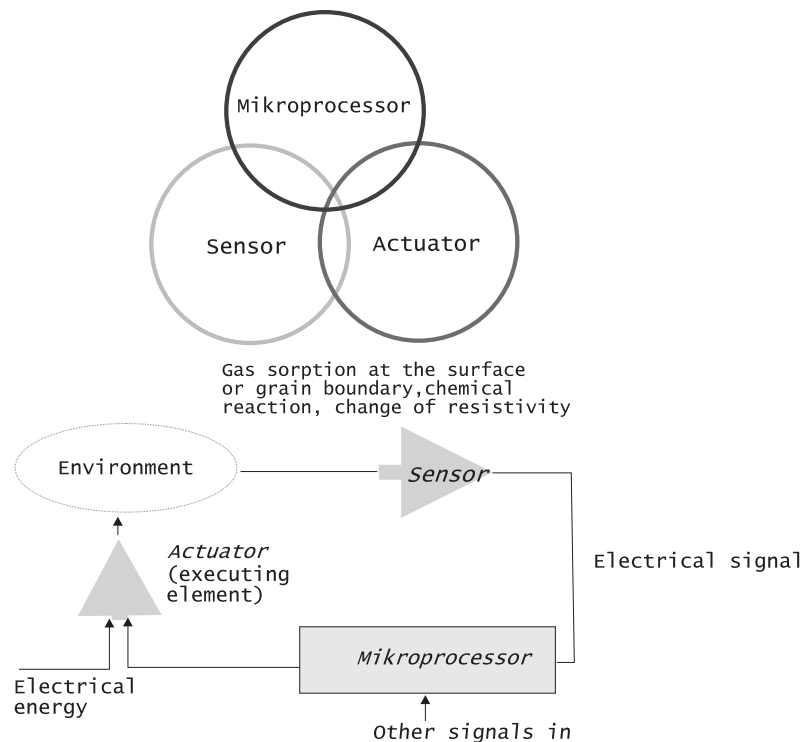 Mikroprocessor
Sensor
Actuator
Gas sorption at the surface
or grain boundary,chemical
reaction, change of resistivity
Environment
Sensor
Actuator
(executing
element)
Electrical signal
Mikroprocessor
Electrical
energy
Other signals in